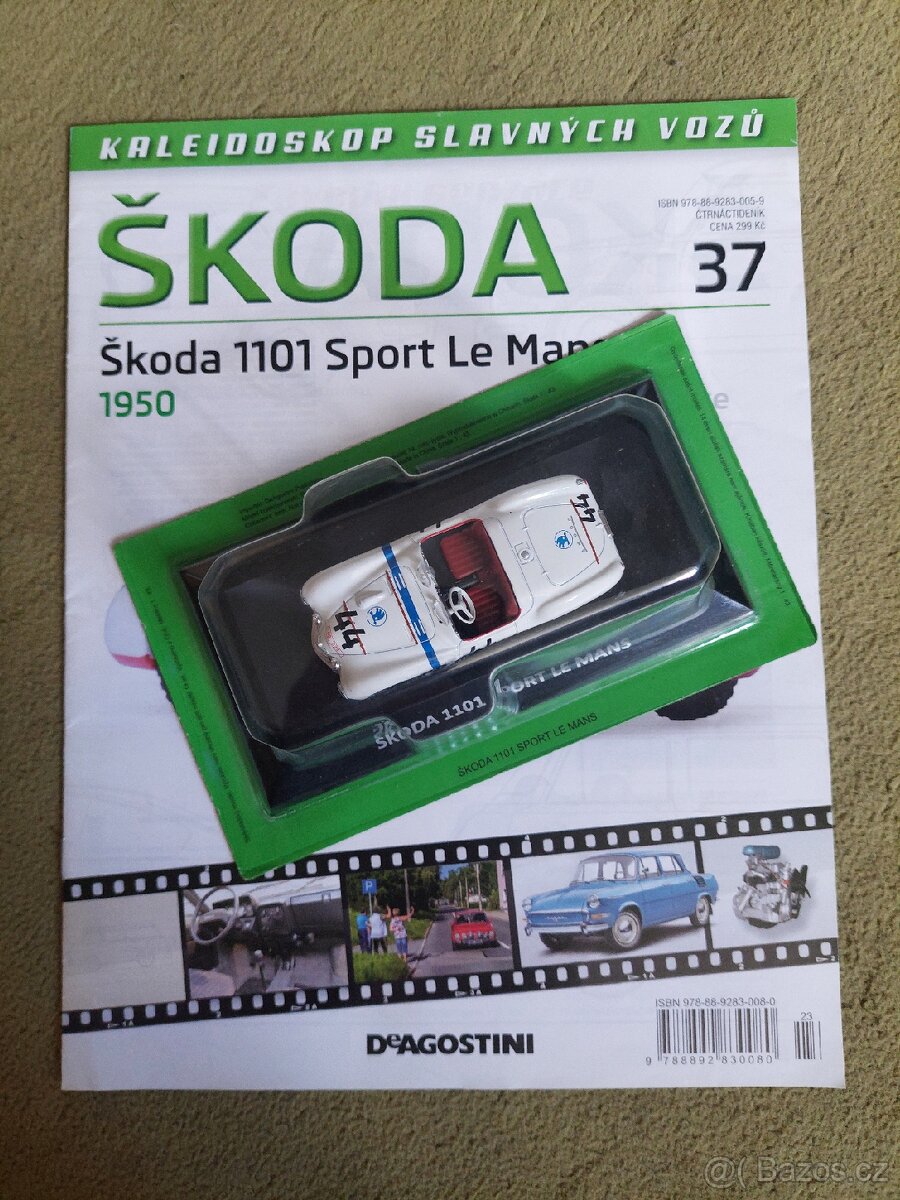 KALEIDOSKOP SLAVNÝCH VOZŮ
ŠKODA
ISBN 978-88-9283-005-9
ČTRNÁCTIDENÍK
CENA 299 Kč
37
Škoda 1101 Sport Le Mans
1950
44
44
ŠKODA 1101 SPORT LE MANS
ŠKODA 1101 SPORT LE MANS
P
DeAGOSTINI
ISBN 978-88-9283-008-0
23
9 788892 830080
@( Bazos.cz